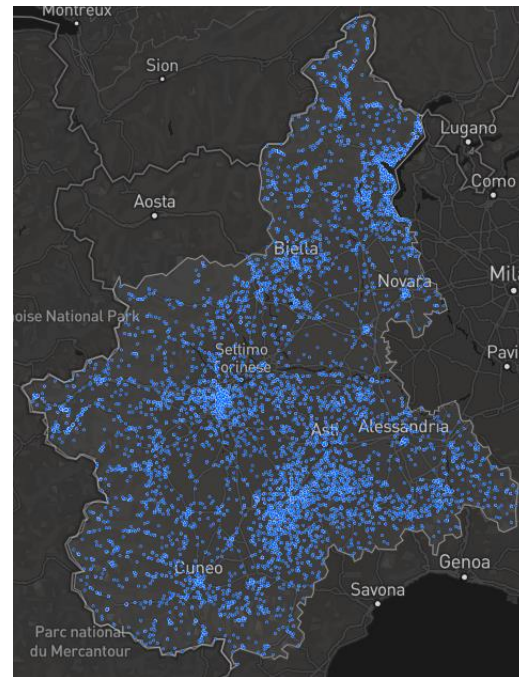 Montreux
Sion
Lugano
Como
Aosta
Biella
Novara
Mil
oise National Park
Settimo
Torinese
Pavi
Asti
Alessandria
Cuneo
Genoa
Savona
Parc national
du Mercantour